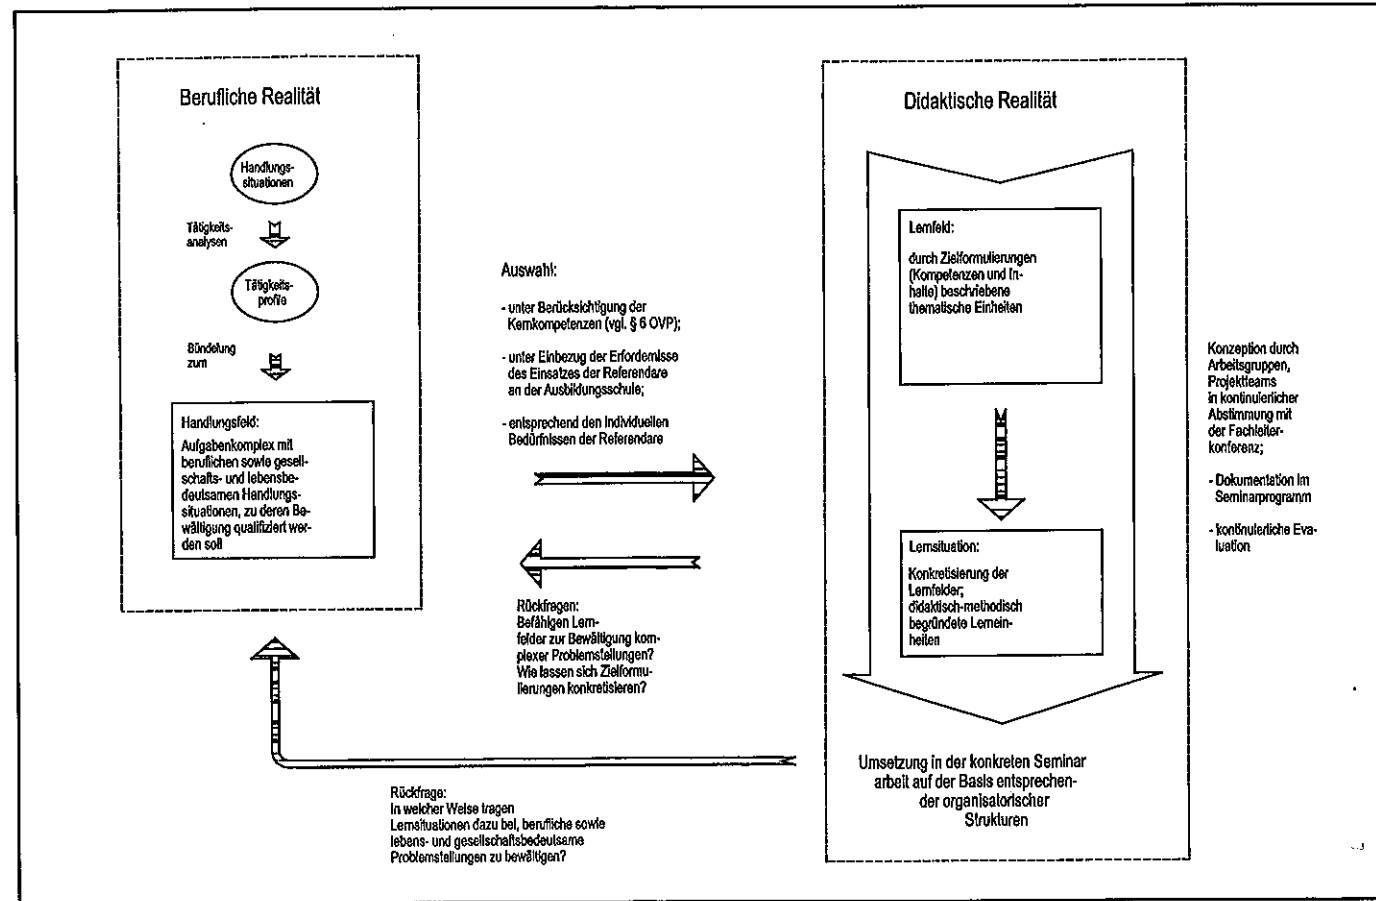 Berufliche Realität
Handlungs-
situationen
Tätigkeits-
analysen
Tätigkeits-
profile
Bündelung
zum
Handlungsfeld:
Aufgabenkomplex mit
beruflichen sowie gesell-
schafts- und lebensbe-
deutsamen Handlungs-
situationen, zu deren Be-
wältigung qualifiziert wer-
den soll
Auswahl:
- unter Berücksichtigung der
Kernkompetenzen (vgl. § 6 OVP);
- unter Einbezug der Erfordernisse
des Einsatzes der Referendare
an der Ausbildungsschule;
- entsprechend den individuellen
Bedürfnissen der Referendare
Rückfragen:
Befähigen Lern-
felder zur Bewältigung kom-
plexer Problemstellungen?
Wie lassen sich Zielformu-
lierungen konkretisieren?
Rückfrage:
In welcher Weise tragen
Lernsituationen dazu bei, berufliche sowie
lebens- und gesellschaftsbedeutsame
Problemstellungen zu bewältigen?
Didaktische Realität
Lernfeld:
durch Zielformulierungen
(Kompetenzen und In-
halte) beschriebene
thematische Einheiten
Lernsituation:
Konkretisierung der
Lernfelder;
didaktisch-methodisch
begründete Lernein-
heiten
Umsetzung in der konkreten Seminar
arbeit auf der Basis entsprechen-
der organisatorischer
Strukturen
Konzeption durch
Arbeitsgruppen,
Projektteams
in kontinuierlicher
Abstimmung mit
der Fachleiter-
konferenz;
- Dokumentation im
Seminarprogramm
- kontinuierliche Eva-
luation